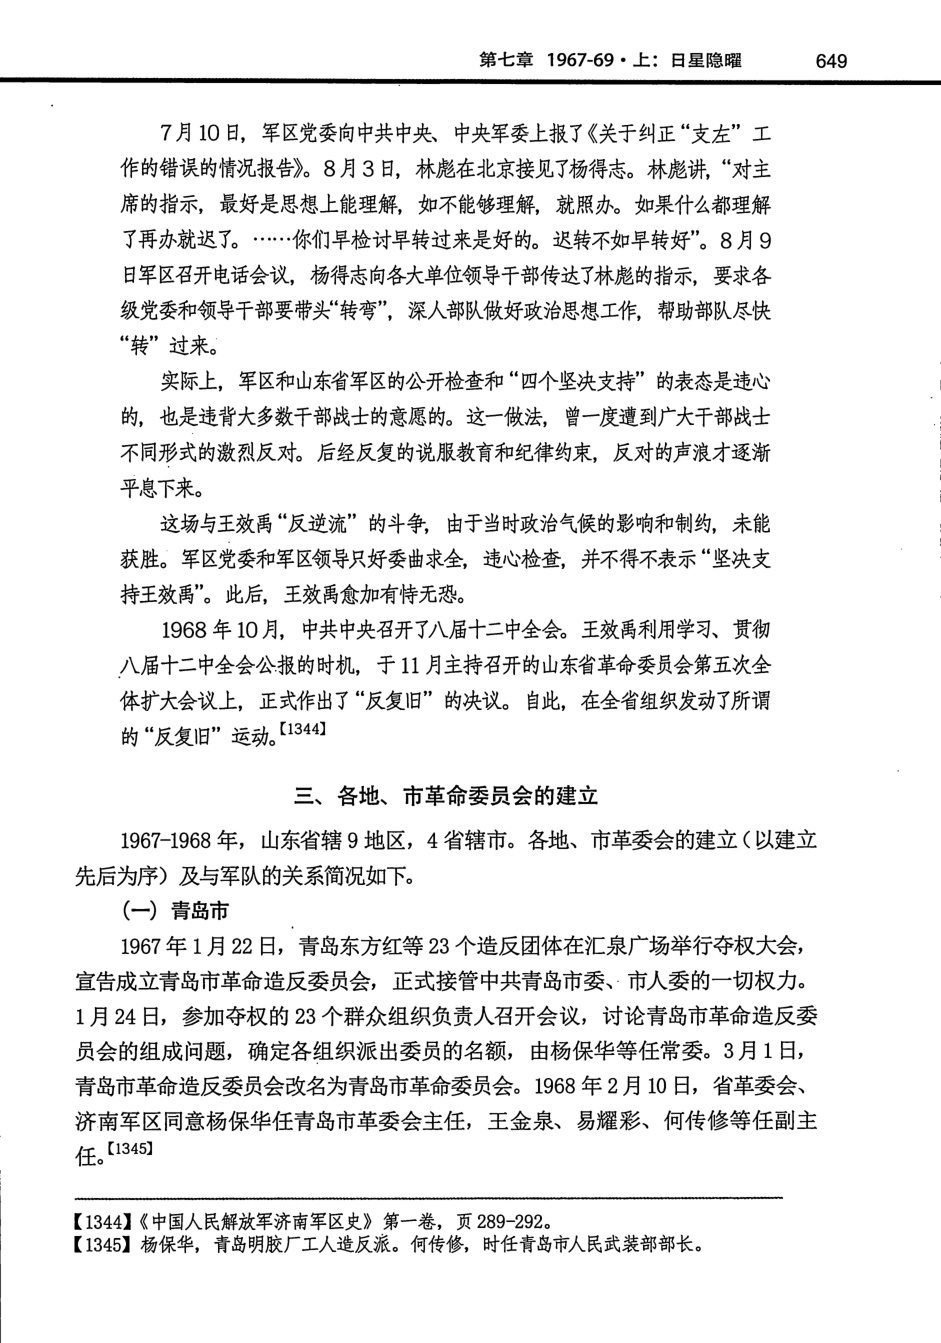 第七章 1967-69·上：日星隐曜 649
7月10日，军区党委向中共中央、中央军委上报了《关于纠正“支左”工
作的错误的情况报告》。8月3日，林彪在北京接见了杨得志。林彪讲，“对主
席的指示，最好是思想上能理解，如不能够理解，就照办。如果什么都理解
了再办就迟了。……你们早检讨早转过来是好的。迟转不如早转好”。8月9
日军区召开电话会议，杨得志向各大单位领导干部传达了林彪的指示，要求各
级党委和领导干部要带头“转弯”，深人部队做好政治思想工作，帮助部队尽快
“转”过来。
实际上，军区和山东省军区的公开检查和“四个坚决支持”的表态是违心
的，也是违背大多数干部战士的意愿的。这一做法，曾一度遭到广大干部战士
不同形式的激烈反对。后经反复的说服教育和纪律约束，反对的声浪才逐渐
平息下来。
这场与王效禹“反逆流”的斗争，由于当时政治气候的影响和制约，未能
获胜。军区党委和军区领导只好委曲求全，违心检查，并不得不表示“坚决支
持王效禹”。此后，王效禹愈加有恃无恐。
1968年10月，中共中央召开了八届十二中全会。王效禹利用学习、贯彻
八届十二中全会公报的时机，于11月主持召开的山东省革命委员会第五次全
体扩大会议上，正式作出了“反复旧”的决议。自此，在全省组织发动了所谓
的“反复旧”运动。【1344】
三、各地、市革命委员会的建立
1967-1968年，山东省辖9地区，4省辖市。各地、市革委会的建立（以建立
先后为序）及与军队的关系简况如下。
(一) 青岛市
1967年1月22日，青岛东方红等23个造反团体在汇泉广场举行夺权大会，
宣告成立青岛市革命造反委员会，正式接管中共青岛市委、市人委的一切权力。
1月24日，参加夺权的23个群众组织负责人召开会议，讨论青岛市革命造反委
员会的组成问题，确定各组织派出委员的名额，由杨保华等任常委。3月1日，
青岛市革命造反委员会改名为青岛市革命委员会。1968年2月10日，省革委会、
济南军区同意杨保华任青岛市革委会主任，王金泉、易耀彩、何传修等任副主
任。【1345】
【1344】《中国人民解放军济南军区史》第一卷，页289-292。
【1345】杨保华，青岛明胶厂工人造反派。何传修，时任青岛市人民武装部部长。